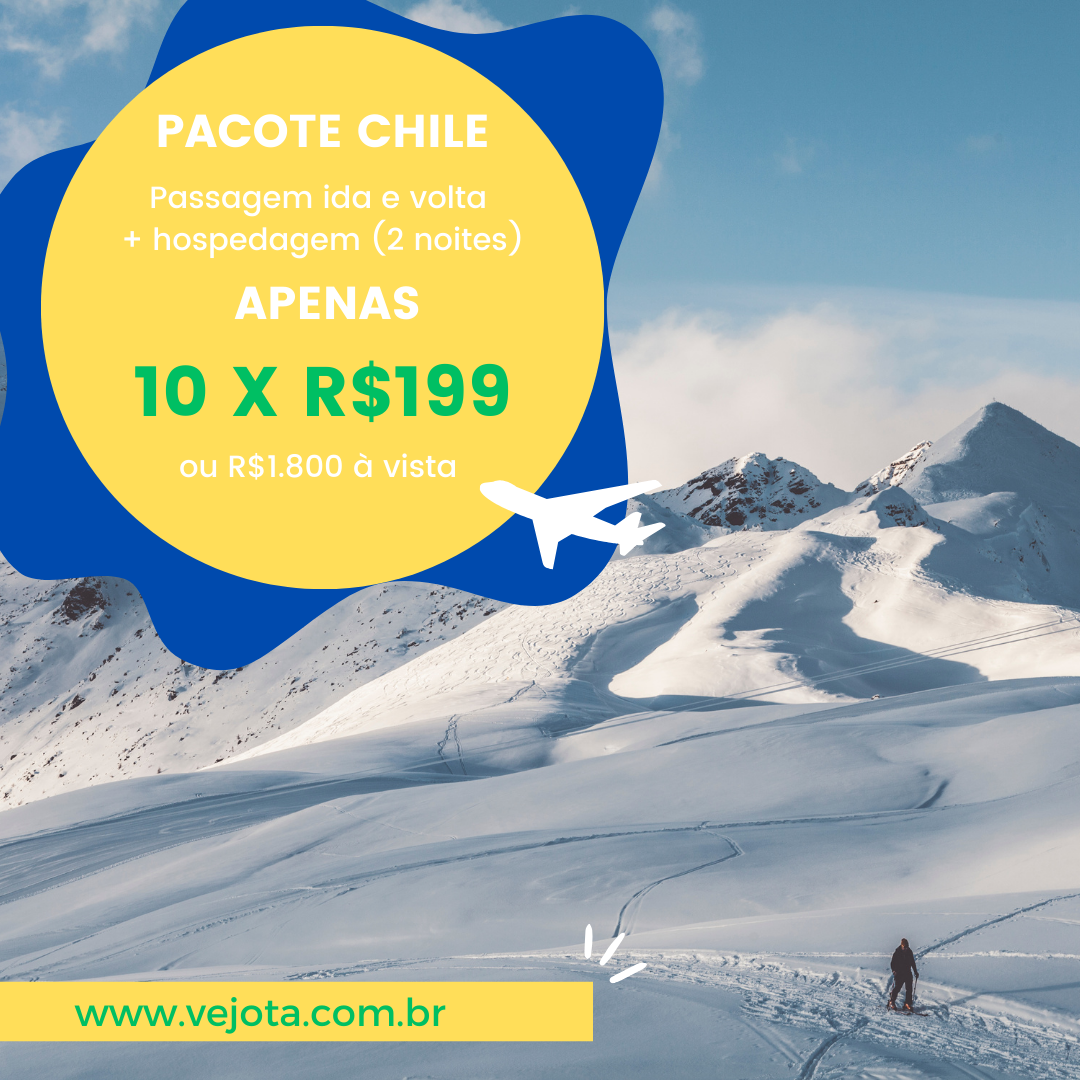 PACOTE CHILE
Passagem ida e volta
+ hospedagem (2 noites)
APENAS
10 X R$199
ou R$1.800 à vista
www.vejota.com.br